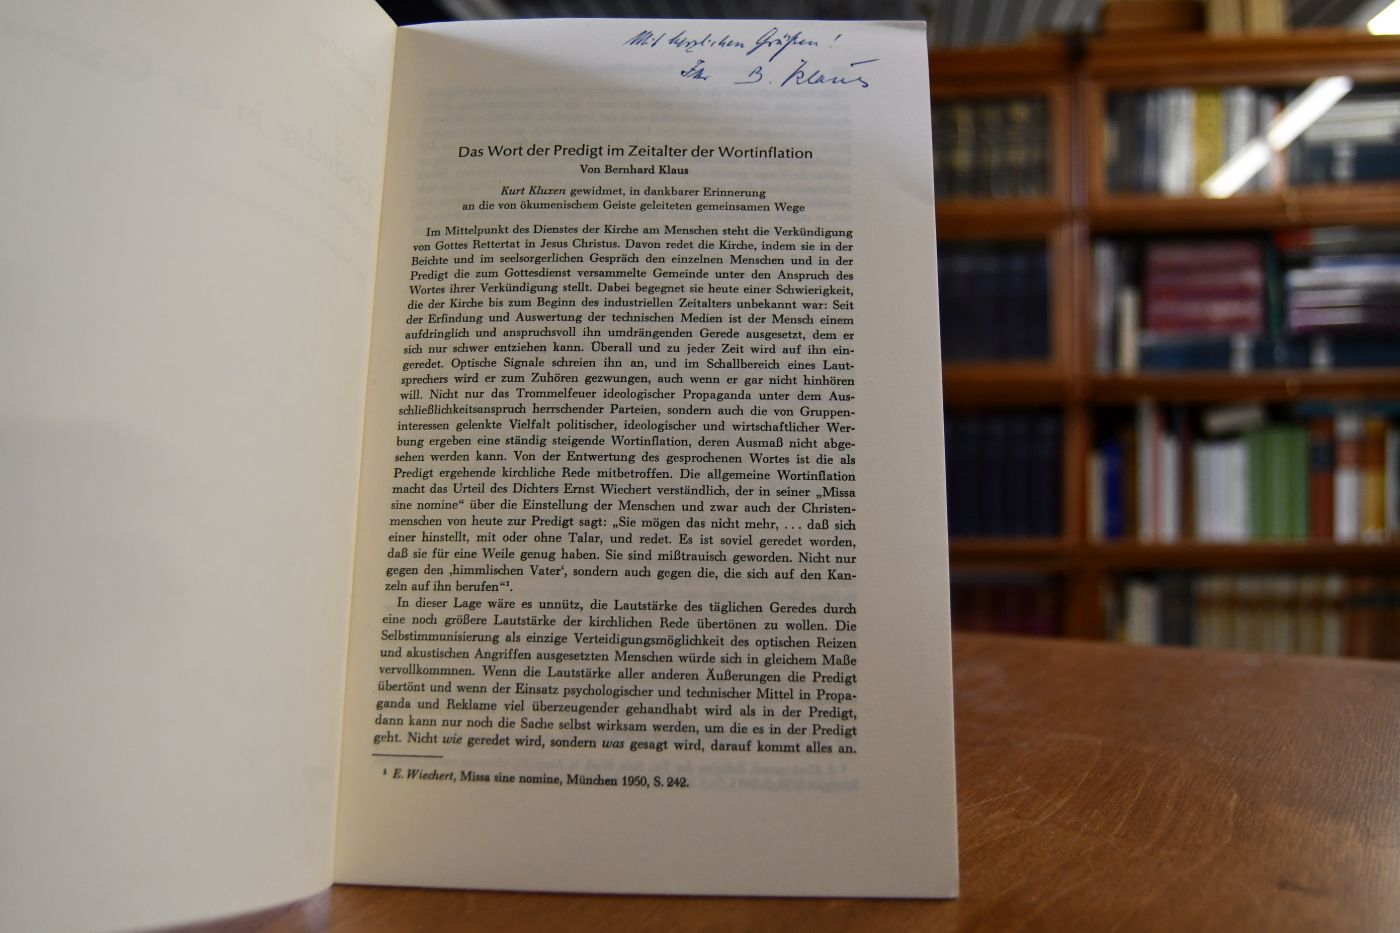 Mit herzlichen Grüßen!
Ihr B. Klaus
Das Wort der Predigt im Zeitalter der Wortinflation
Von Bernhard Klaus
Kurt Kluxen gewidmet, in dankbarer Erinnerung
an die von ökumenischem Geiste geleiteten gemeinsamen Wege
Im Mittelpunkt des Dienstes der Kirche am Menschen steht die Verkündigung
von Gottes Rettertat in Jesus Christus. Davon redet die Kirche, indem sie in der
Beichte und im seelsorgerlichen Gespräch den einzelnen Menschen und in der
Predigt die zum Gottesdienst versammelte Gemeinde unter den Anspruch des
Wortes ihrer Verkündigung stellt. Dabei begegnet sie heute einer Schwierigkeit,
die der Kirche bis zum Beginn des industriellen Zeitalters unbekannt war: Seit
der Erfindung und Auswertung der technischen Medien ist der Mensch einem
aufdringlich und anspruchsvoll ihn umdrängenden Gerede ausgesetzt, dem er
sich nur schwer entziehen kann. Überall und zu jeder Zeit wird auf ihn ein-
geredet. Optische Signale schreien ihn an, und im Schallbereich eines Laut-
sprechers wird er zum Zuhören gezwungen, auch wenn er gar nicht hinhören
will. Nicht nur das Trommelfeuer ideologischer Propaganda unter dem Aus-
schließlichkeitsanspruch herrschender Parteien, sondern auch die von Gruppen-
interessen gelenkte Vielfalt politischer, ideologischer und wirtschaftlicher Wer-
bung ergeben eine ständig steigende Wortinflation, deren Ausmaß nicht abge-
sehen werden kann. Von der Entwertung des gesprochenen Wortes ist die als
Predigt ergehende kirchliche Rede mitbetroffen. Die allgemeine Wortinflation
macht das Urteil des Dichters Ernst Wiechert verständlich, der in seiner „Missa
sine nomine“ über die Einstellung der Menschen und zwar auch der Christen-
menschen von heute zur Predigt sagt: „Sie mögen das nicht mehr, . . . daß sich
einer hinstellt, mit oder ohne Talar, und redet. Es ist soviel geredet worden,
daß sie für eine Weile genug haben. Sie sind mißtrauisch geworden. Nicht nur
gegen den ‚himmlischen Vater‘, sondern auch gegen die, die sich auf den Kan-
zeln auf ihn berufen“¹.
In dieser Lage wäre es unnütz, die Lautstärke des täglichen Geredes durch
eine noch größere Lautstärke der kirchlichen Rede übertönen zu wollen. Die
Selbstimmunisierung als einzige Verteidigungsmöglichkeit des optischen Reizen
und akustischen Angriffen ausgesetzten Menschen würde sich in gleichem Maße
vervollkommnen. Wenn die Lautstärke aller anderen Äußerungen die Predigt
übertönt und wenn der Einsatz psychologischer und technischer Mittel in Propa-
ganda und Reklame viel überzeugender gehandhabt wird als in der Predigt,
dann kann nur noch die Sache selbst wirksam werden, um die es in der Predigt
geht. Nicht wie geredet wird, sondern was gesagt wird, darauf kommt alles an.
¹ E. Wiechert, Missa sine nomine, München 1950, S. 242.